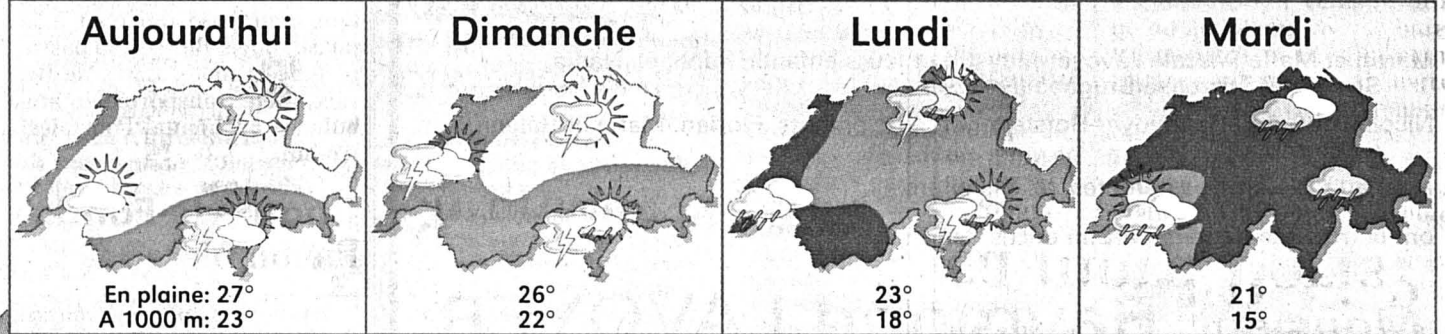 Aujourd'hui
En plaine: 27°
A 1000 m: 23°
Dimanche
26°
22°
Lundi
23°
18°
Mardi
21°
15°